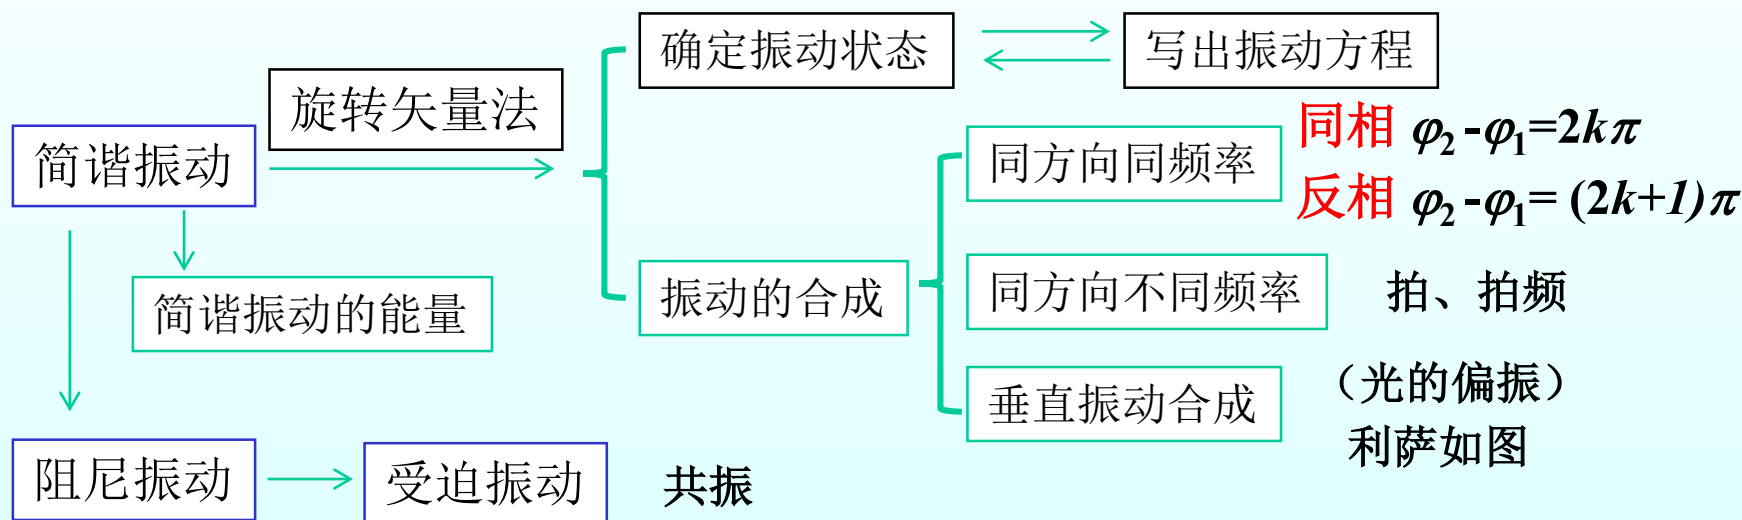 确定振动状态
写出振动方程
旋转矢量法
简谐振动
同方向同频率
同相 φ₂-φ₁=2kπ
反相 φ₂-φ₁= (2k+1)π
简谐振动的能量
振动的合成
同方向不同频率
拍、拍频
垂直振动合成
（光的偏振）
利萨如图
阻尼振动
受迫振动
共振